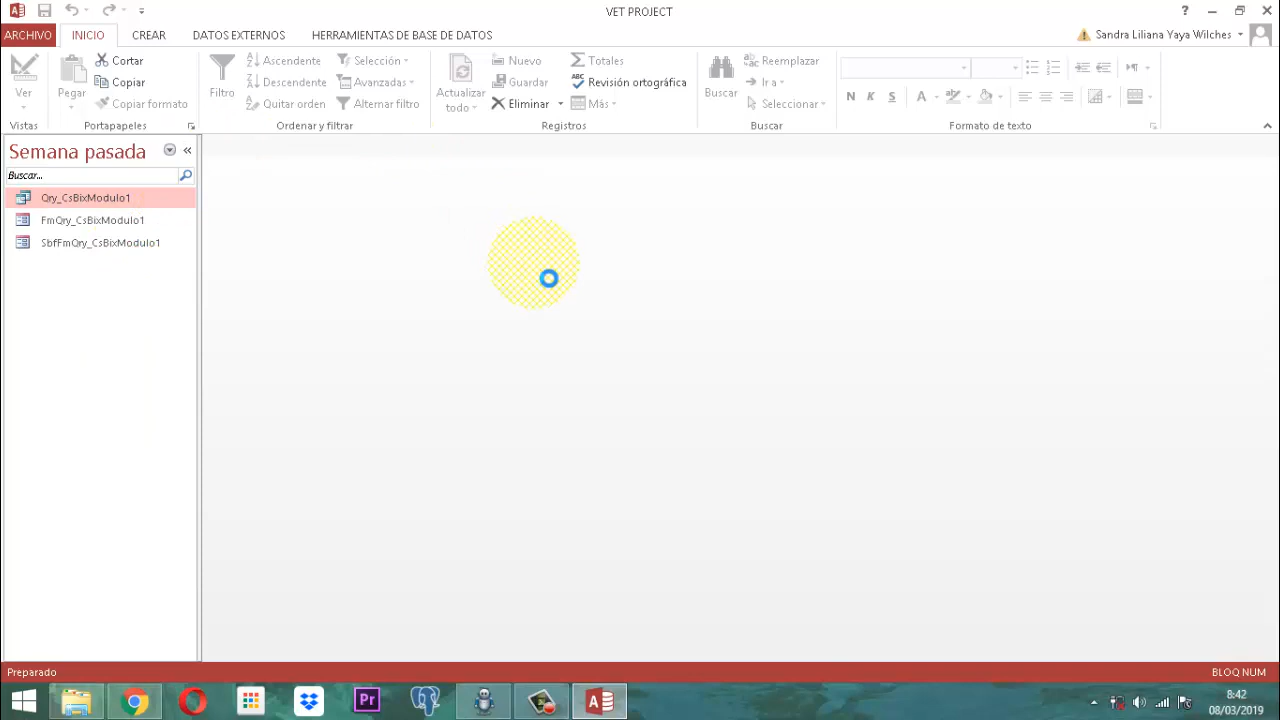 VET PROJECT
?
ARCHIVO INICIO CREAR DATOS EXTERNOS HERRAMIENTAS DE BASE DE DATOS Sandra Liliana Yaya Wilches
Ver
Vistas
Pegar
Cortar
Copiar
Copiar formato
Portapapeles
Filtro
Ascendente
Descendente
Quitar orden
Selección
Avanzadas
Alternar filtro
Ordenar y filtrar
Actualizar
todo
Nuevo
Guardar
Eliminar
Totales
Revisión ortográfica
Más
Registros
Buscar
Reemplazar
Ir a
Seleccionar
Buscar
N K S A
Formato de texto
Semana pasada
Buscar...
Qry_CsBixModulo1
FmQry_CsBixModulo1
SbfFmQry_CsBixModulo1
Preparado
BLOQ NUM
Pr
8:42
08/03/2019